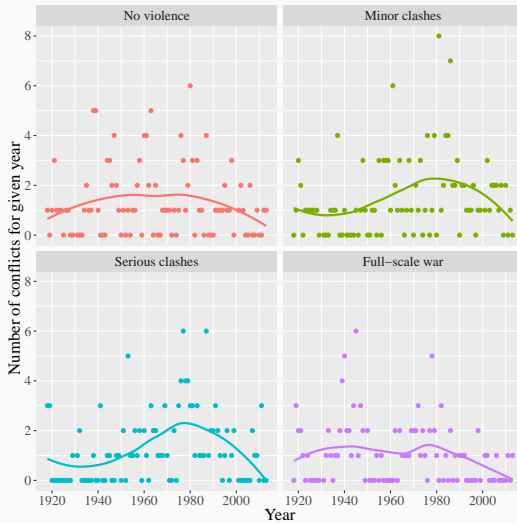 No violence
Minor clashes
8
6
4
2
0
Serious clashes
Full−scale war
8
6
4
2
0
1920 1940 1960 1980 2000
1920 1940 1960 1980 2000
Number of conflicts for given year
Year